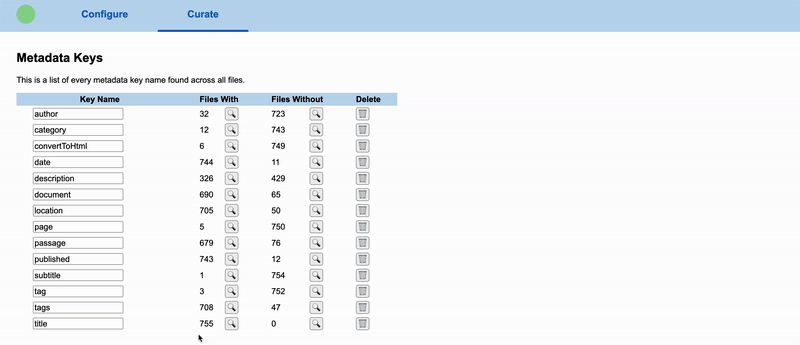 Configure Curate
Metadata Keys
This is a list of every metadata key name found across all files.
Key Name Files With Files Without Delete
author 32 723
category 12 743
convertToHtml 6 749
date 744 11
description 326 429
document 690 65
location 705 50
page 5 750
passage 679 76
published 743 12
subtitle 1 754
tag 3 752
tags 708 47
title 755 0